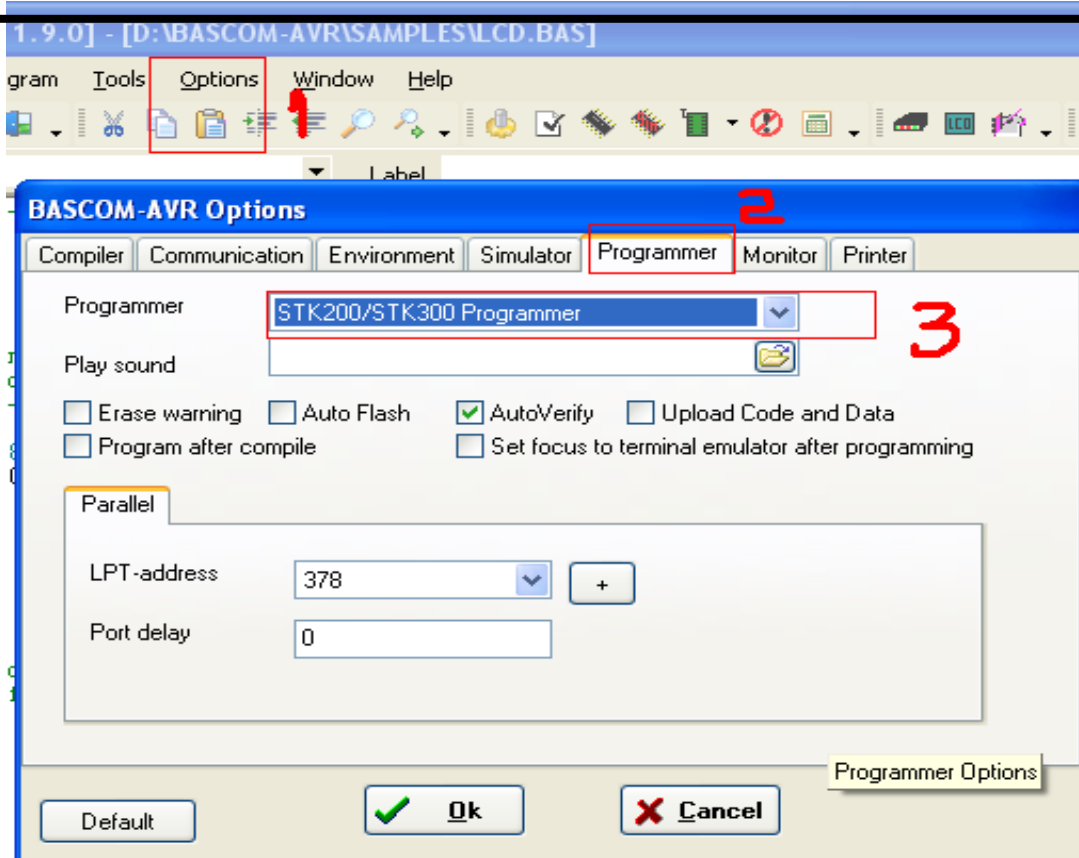 1.9.0] - [D:\BASCOM-AVR\SAMPLES\LCD.BAS]
gram Tools Options Window Help
1
LCD
Label
2
BASCOM-AVR Options
Compiler Communication Environment Simulator Programmer Monitor Printer
Programmer STK200/STK300 Programmer
3
Play sound
Erase warning Auto Flash AutoVerify Upload Code and Data
Program after compile Set focus to terminal emulator after programming
Parallel
LPT-address 378 +
Port delay 0
Programmer Options
Default Ok Cancel